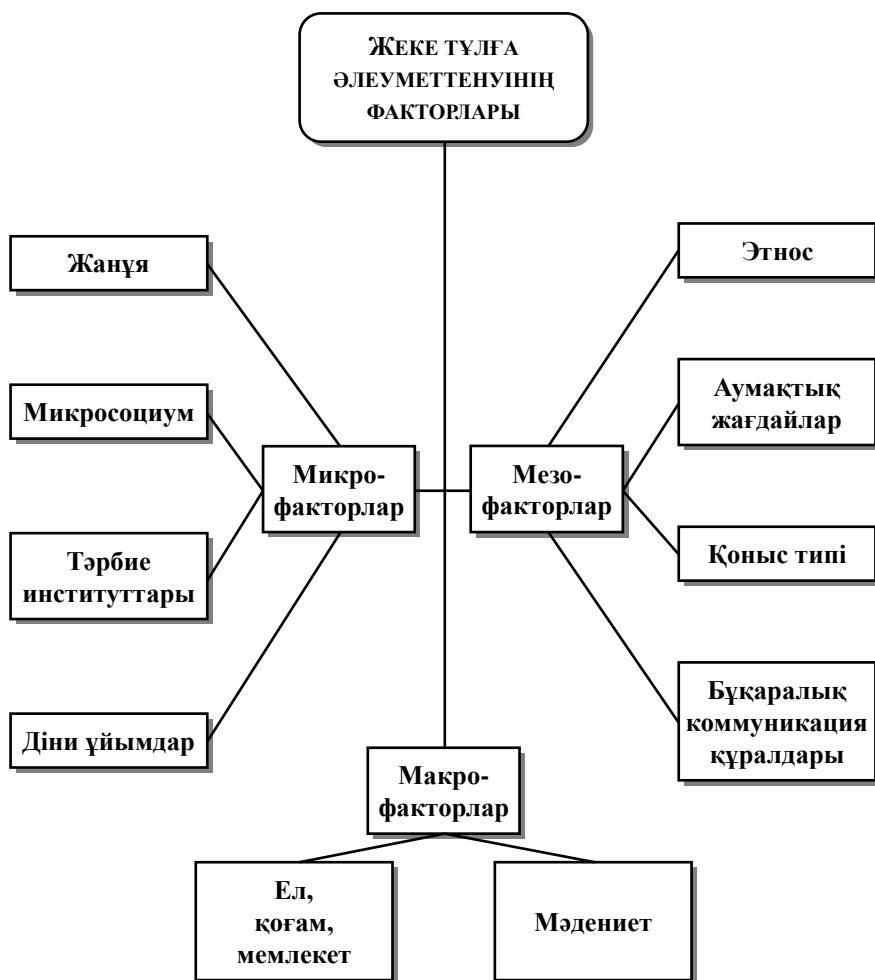 ЖЕКЕ ТҰЛҒА
ӘЛЕУМЕТТЕНУІНІҢ
ФАКТОРЛАРЫ
Жанұя
Этнос
Микросоциум
Аумақтық
жағдайлар
Микро-
факторлар
Мезо-
факторлар
Тәрбие
институттары
Қоныс типі
Діни ұйымдар
Бұқаралық
коммуникация
құралдары
Макро-
факторлар
Ел,
қоғам,
мемлекет
Мәдениет